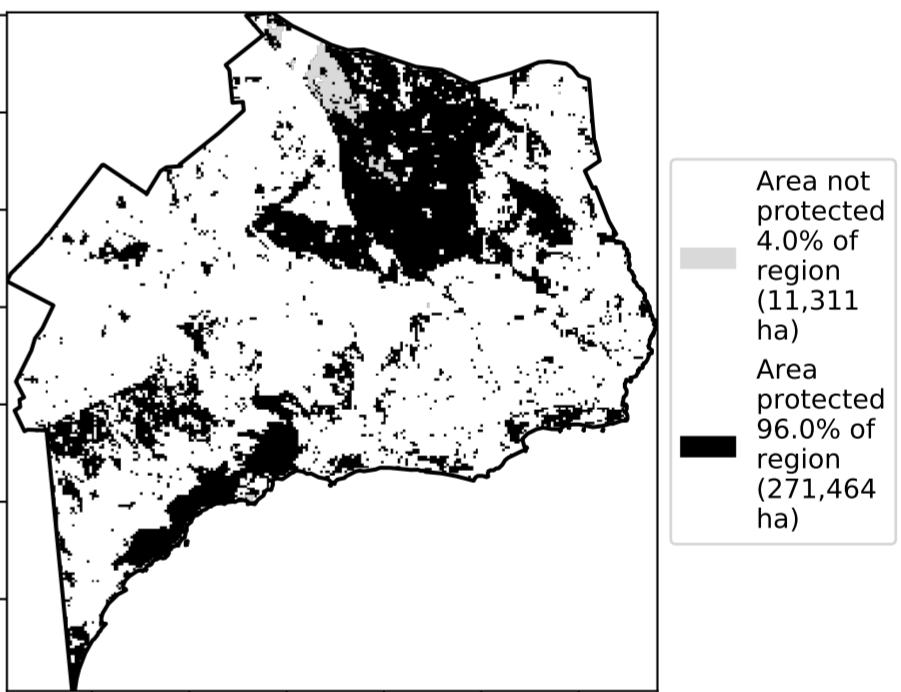 Area not
protected
4.0% of
region
(11,311
ha)
Area
protected
96.0% of
region
(271,464
ha)